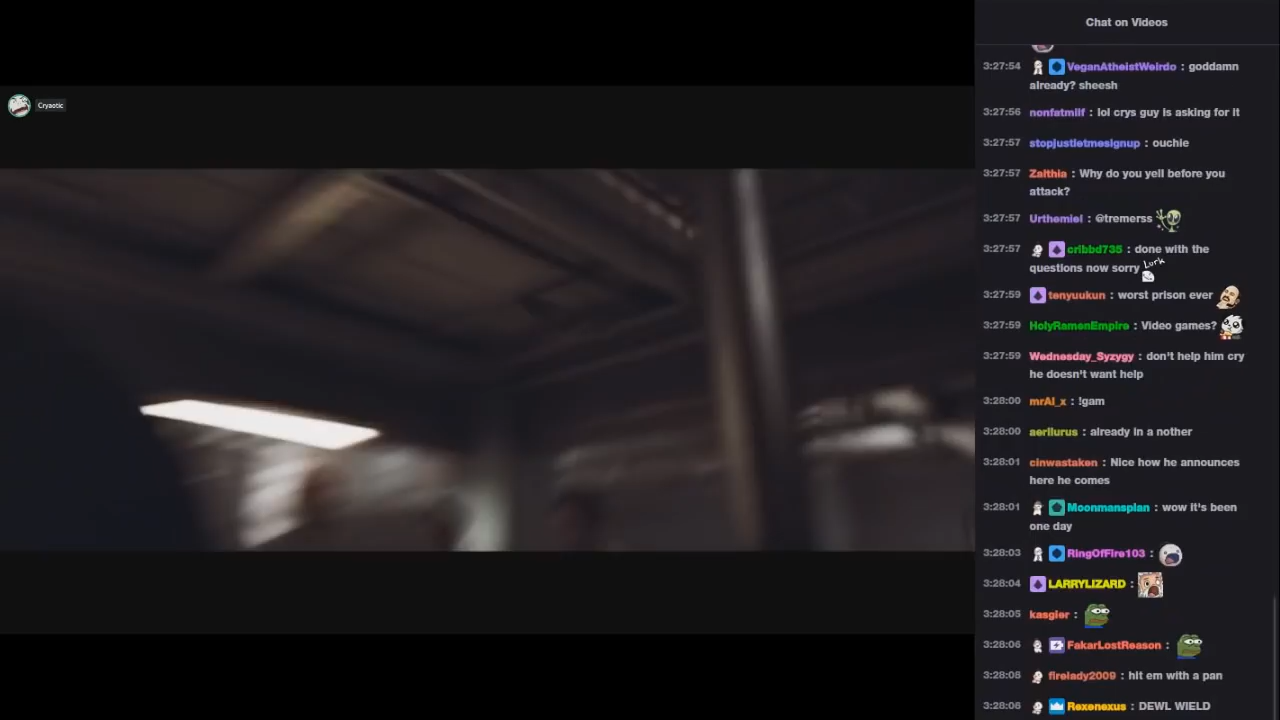 Chat on Videos
Cryaotic
3:27:54 VeganAtheistWeirdo : goddamn
already? sheesh
3:27:56 nonfatmilf : lol crys guy is asking for it
3:27:57 stopjustletmesignup : ouchie
3:27:57 Zalthia : Why do you yell before you
attack?
3:27:57 Urthemiel : @tremerss
3:27:57 cribbd735 : done with the
questions now sorry Lurk
3:27:59 tenyuukun : worst prison ever
3:27:59 HolyRamenEmpire : Video games?
3:27:59 Wednesday_Syzygy : don't help him cry
he doesn't want help
3:28:00 mrAl_x : !gam
3:28:00 aerilurus : already in a nother
3:28:01 cinwastaken : Nice how he announces
here he comes
3:28:01 Moonmansplan : wow it's been
one day
3:28:03 RingOfFire103 :
3:28:04 LARRYLIZARD :
3:28:05 kasgier :
3:28:06 FakarLostReason :
3:28:06 firelady2009 : hit em with a pan
3:28:06 Rexenexus : DEWL WIELD